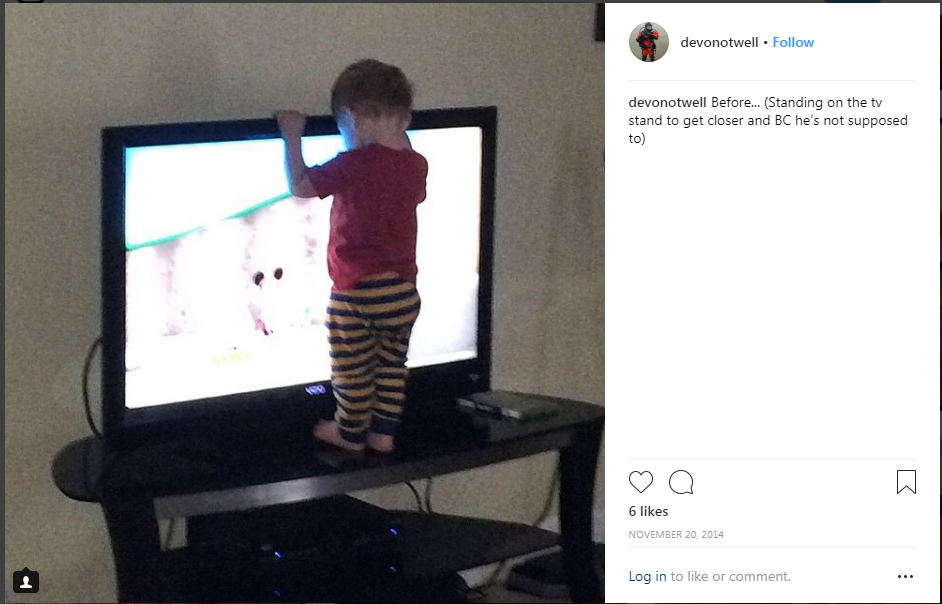 devonotwell • Follow
devonotwell Before... (Standing on the tv
stand to get closer and BC he's not supposed
to)
6 likes
NOVEMBER 20, 2014
Log in to like or comment.